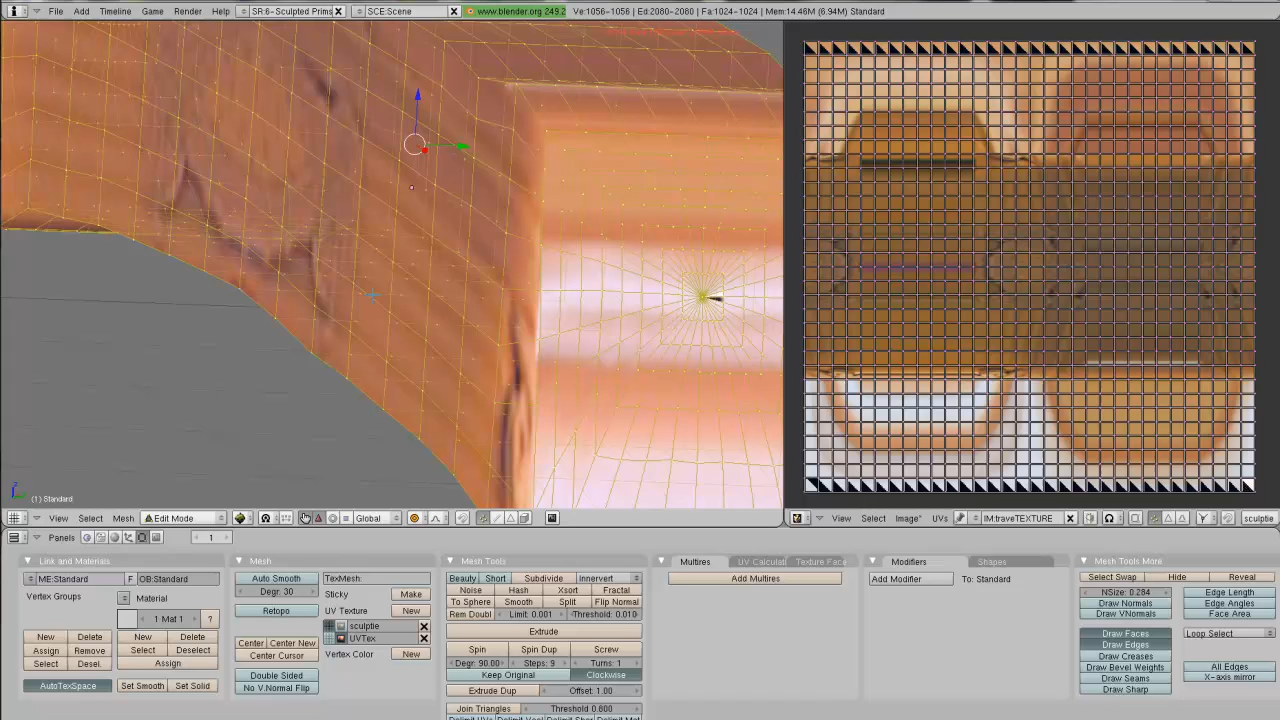 File Add Timeline Game Render Help SR:6-Sculpted Prims SCE:Scene www.blender.org 249.2 Ve:1056-1056 | Ed:2080-2080 | Fa:1024-1024 | Mem:14.46M (6.94M) Standard
(1) Standard
View Select Mesh Edit Mode Global
View Select Image* UVs IM:traveTEXTURE sculptie
Panels 1
Link and Materials
ME:Standard F OB:Standard
Vertex Groups
Material
1 Mat 1 ?
New Delete New Delete
Assign Remove Select Deselect
Select Desel. Assign
AutoTexSpace Set Smooth Set Solid
Mesh
Auto Smooth TexMesh:
Degr: 30 Sticky Make
Retopo UV Texture New
sculptie
UVTex
Center Center New Vertex Color New
Center Cursor
Double Sided
No V.Normal Flip
Mesh Tools
Beauty Short Subdivide Innervert
Noise Hash Xsort Fractal
To Sphere Smooth Split Flip Normal
Rem Doubl Limit: 0.001 Threshold: 0.010
Extrude
Spin Spin Dup Screw
Degr: 90.00 Steps: 9 Turns: 1
Keep Original Clockwise
Extrude Dup Offset: 1.00
Join Triangles Threshold 0.800
Delimit UVs Delimit Vcol Delimit Shar Delimit Mat
Multires UV Calculati Texture Face
Add Multires
Modifiers Shapes
Add Modifier To: Standard
Mesh Tools More
Select Swap Hide Reveal
NSize: 0.284 Edge Length
Draw Normals Edge Angles
Draw VNormals Face Area
Draw Faces Loop Select
Draw Edges
Draw Creases
Draw Bevel Weights All Edges
Draw Seams X-axis mirror
Draw Sharp